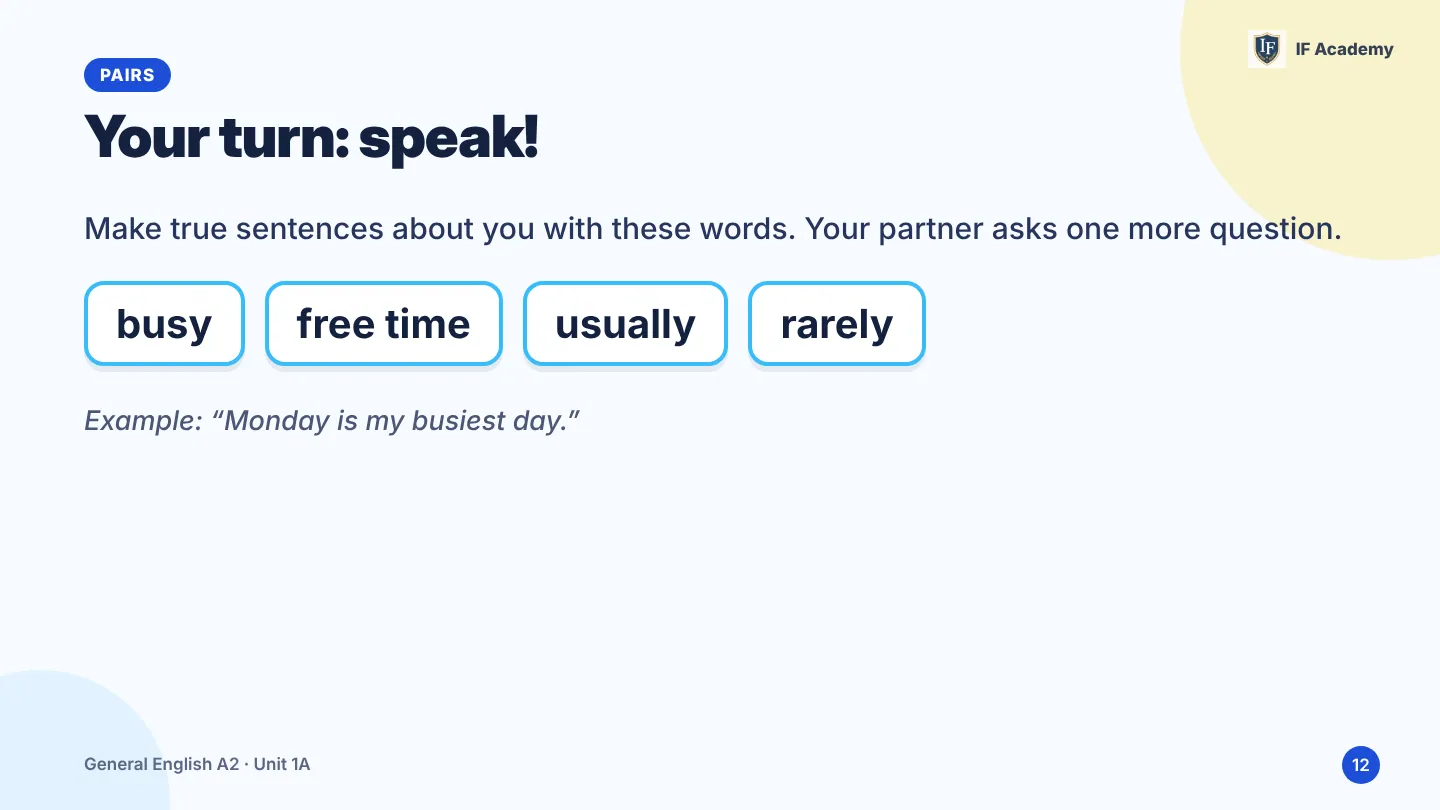 IF
IF Academy
PAIRS
Your turn: speak!
Make true sentences about you with these words. Your partner asks one more question.
busy
free time
usually
rarely
Example: “Monday is my busiest day.”
General English A2 · Unit 1A
12